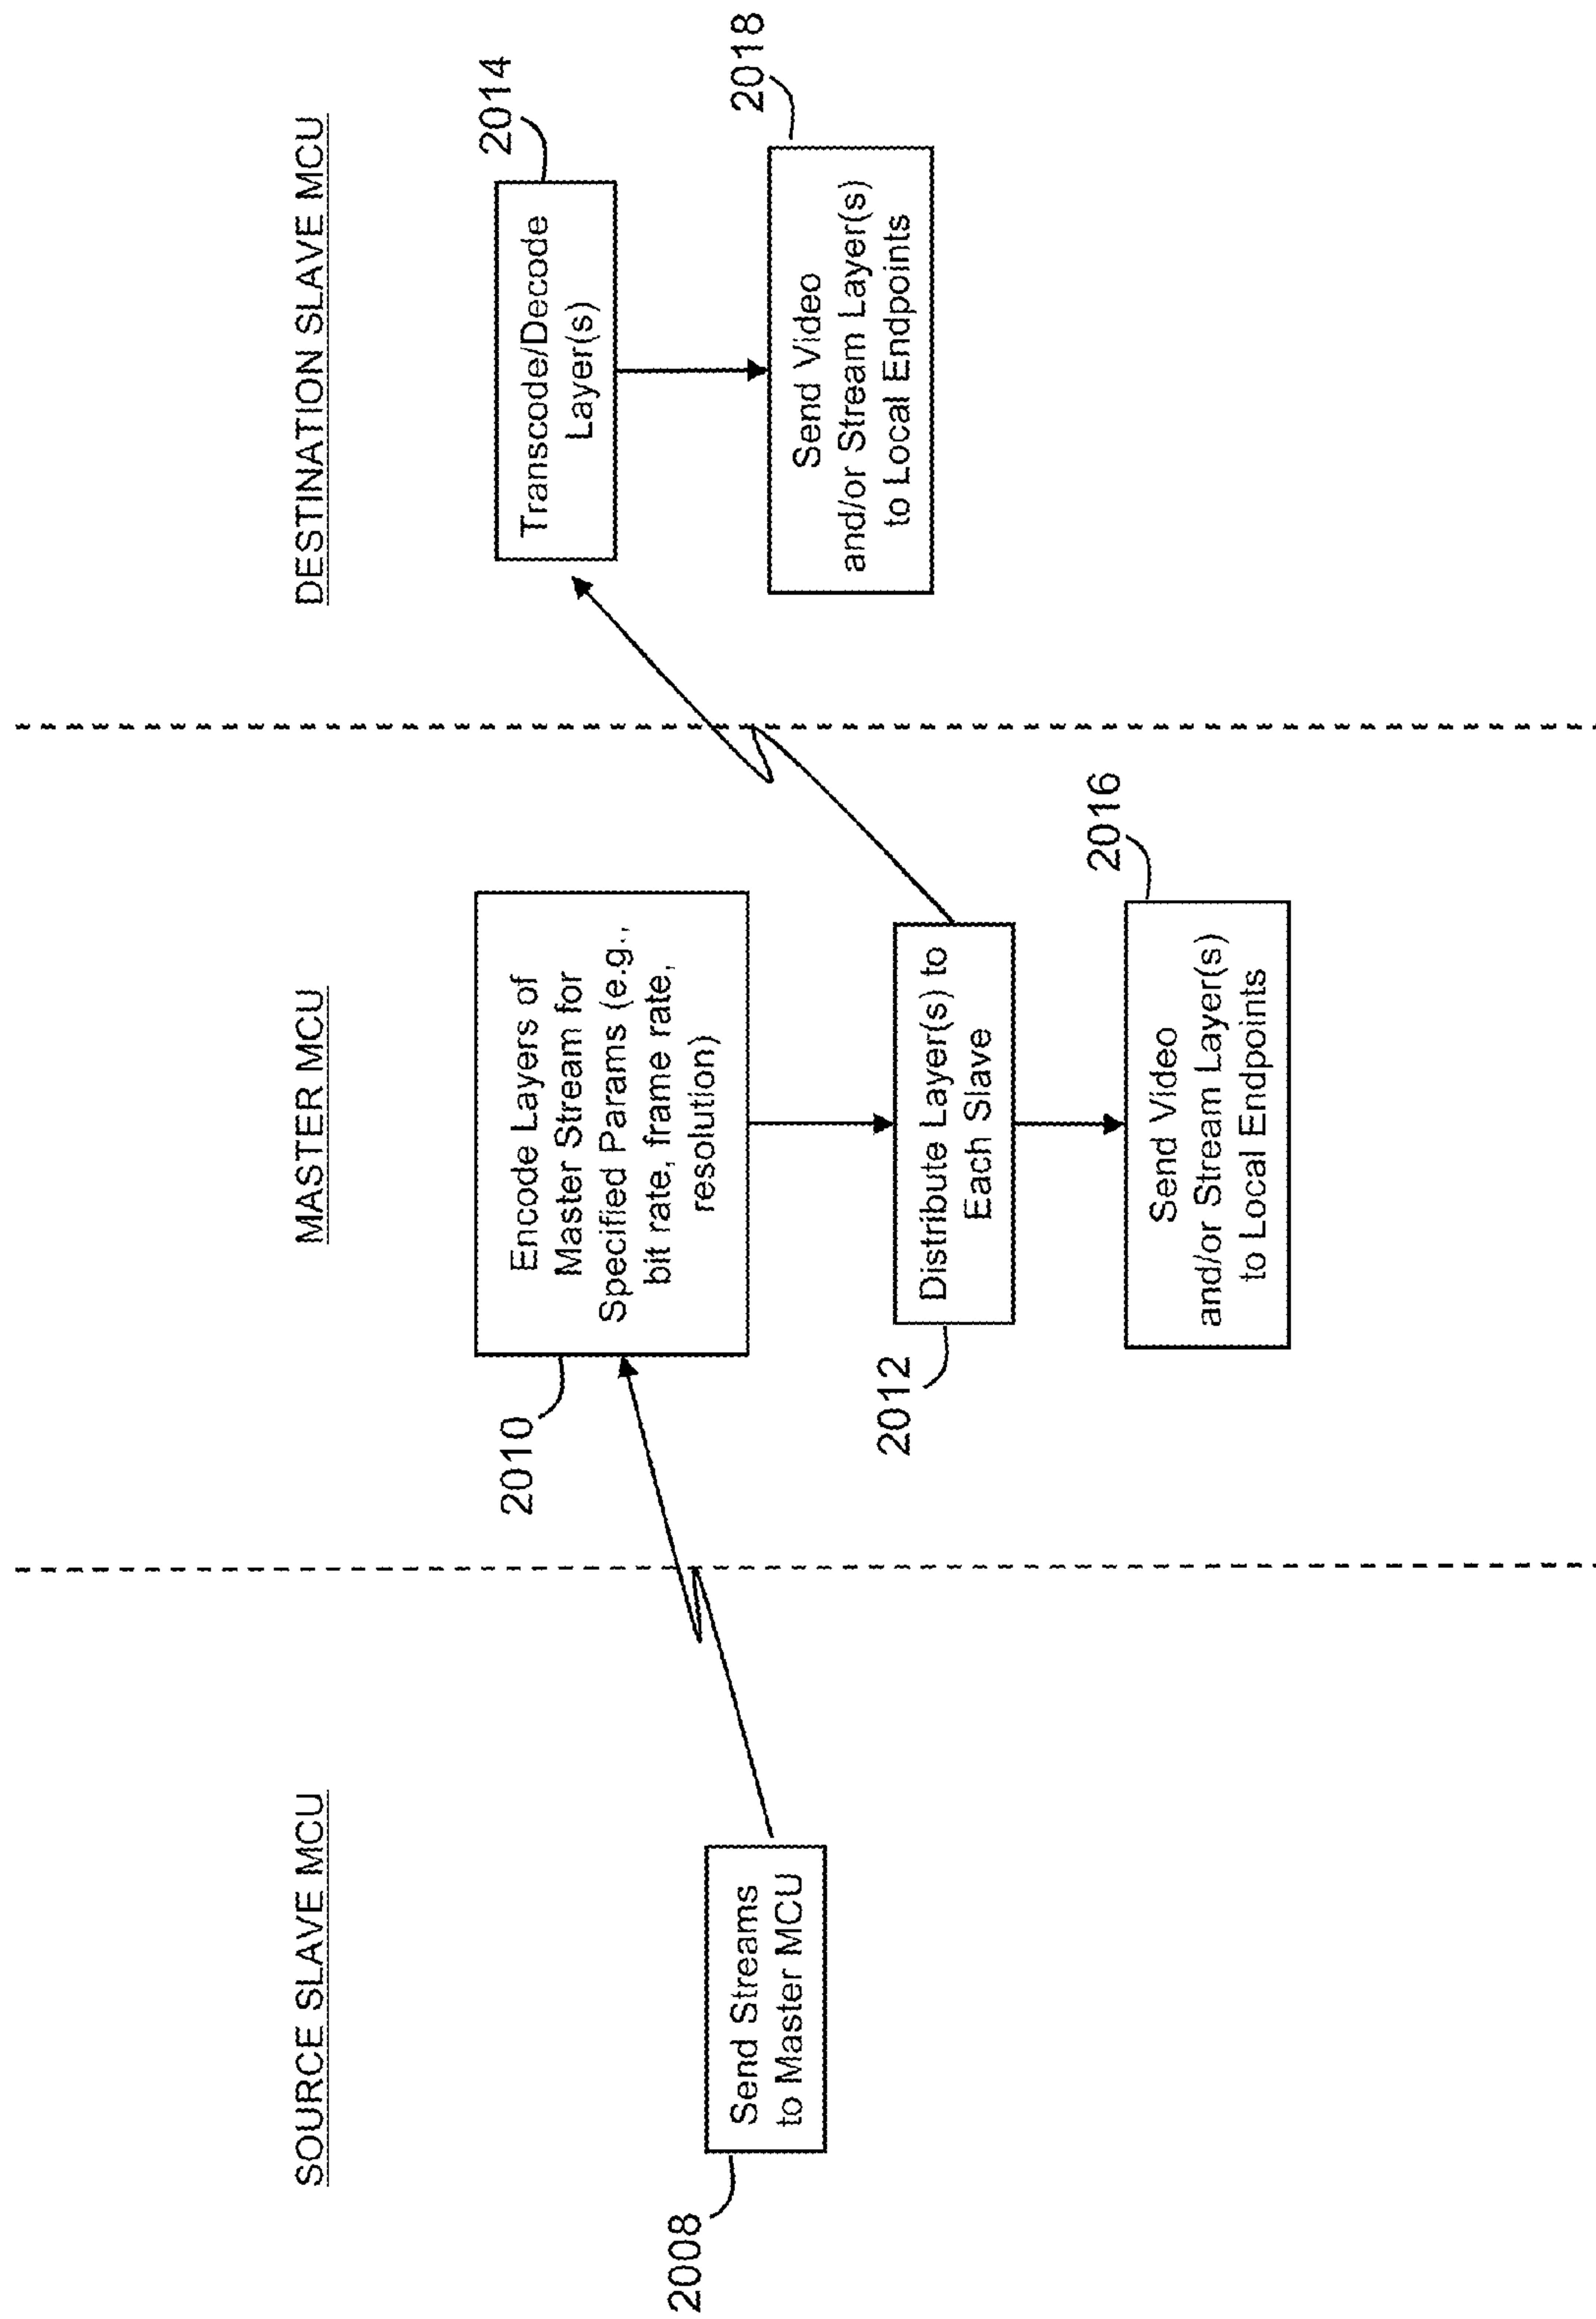 SOURCE SLAVE MCU
MASTER MCU
DESTINATION SLAVE MCU
2008
Send Streams
to Master MCU
2010
Encode Layers of
Master Stream for
Specified Params (e.g.,
bit rate, frame rate,
resolution)
2012
Distribute Layer(s) to
Each Slave
2016
Send Video
and/or Stream Layer(s)
to Local Endpoints
2014
Transcode/Decode
Layer(s)
2018
Send Video
and/or Stream Layer(s)
to Local Endpoints